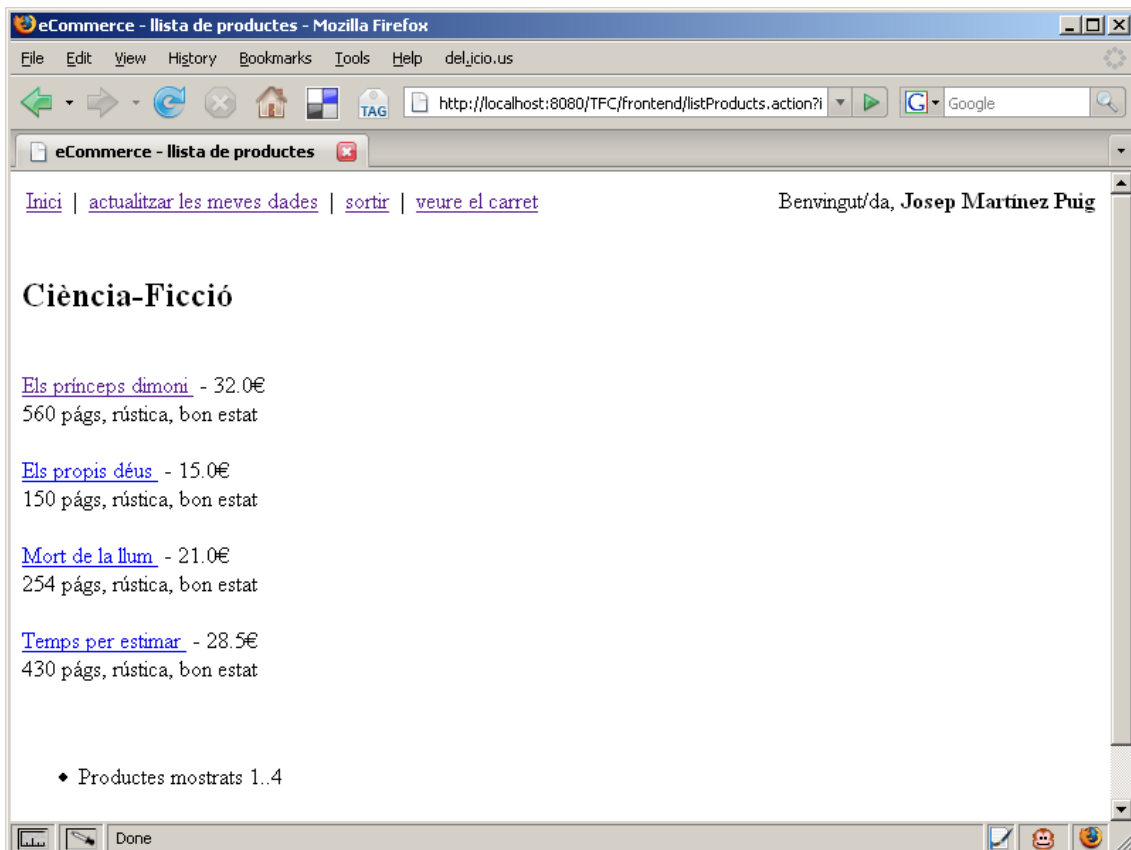 eCommerce - llista de productes - Mozilla Firefox
File Edit View History Bookmarks Tools Help del.icio.us
TAG http://localhost:8080/TFC/frontend/listProducts.action?i G Google
eCommerce - llista de productes
Inici | actualitzar les meves dades | sortir | veure el carret Benvingut/da, Josep Martínez Puig
Ciència-Ficció
Els prínceps dimoni - 32.0€
560 págs, rústica, bon estat
Els propis déus - 15.0€
150 págs, rústica, bon estat
Mort de la llum - 21.0€
254 págs, rústica, bon estat
Temps per estimar - 28.5€
430 págs, rústica, bon estat
• Productes mostrats 1..4
Done